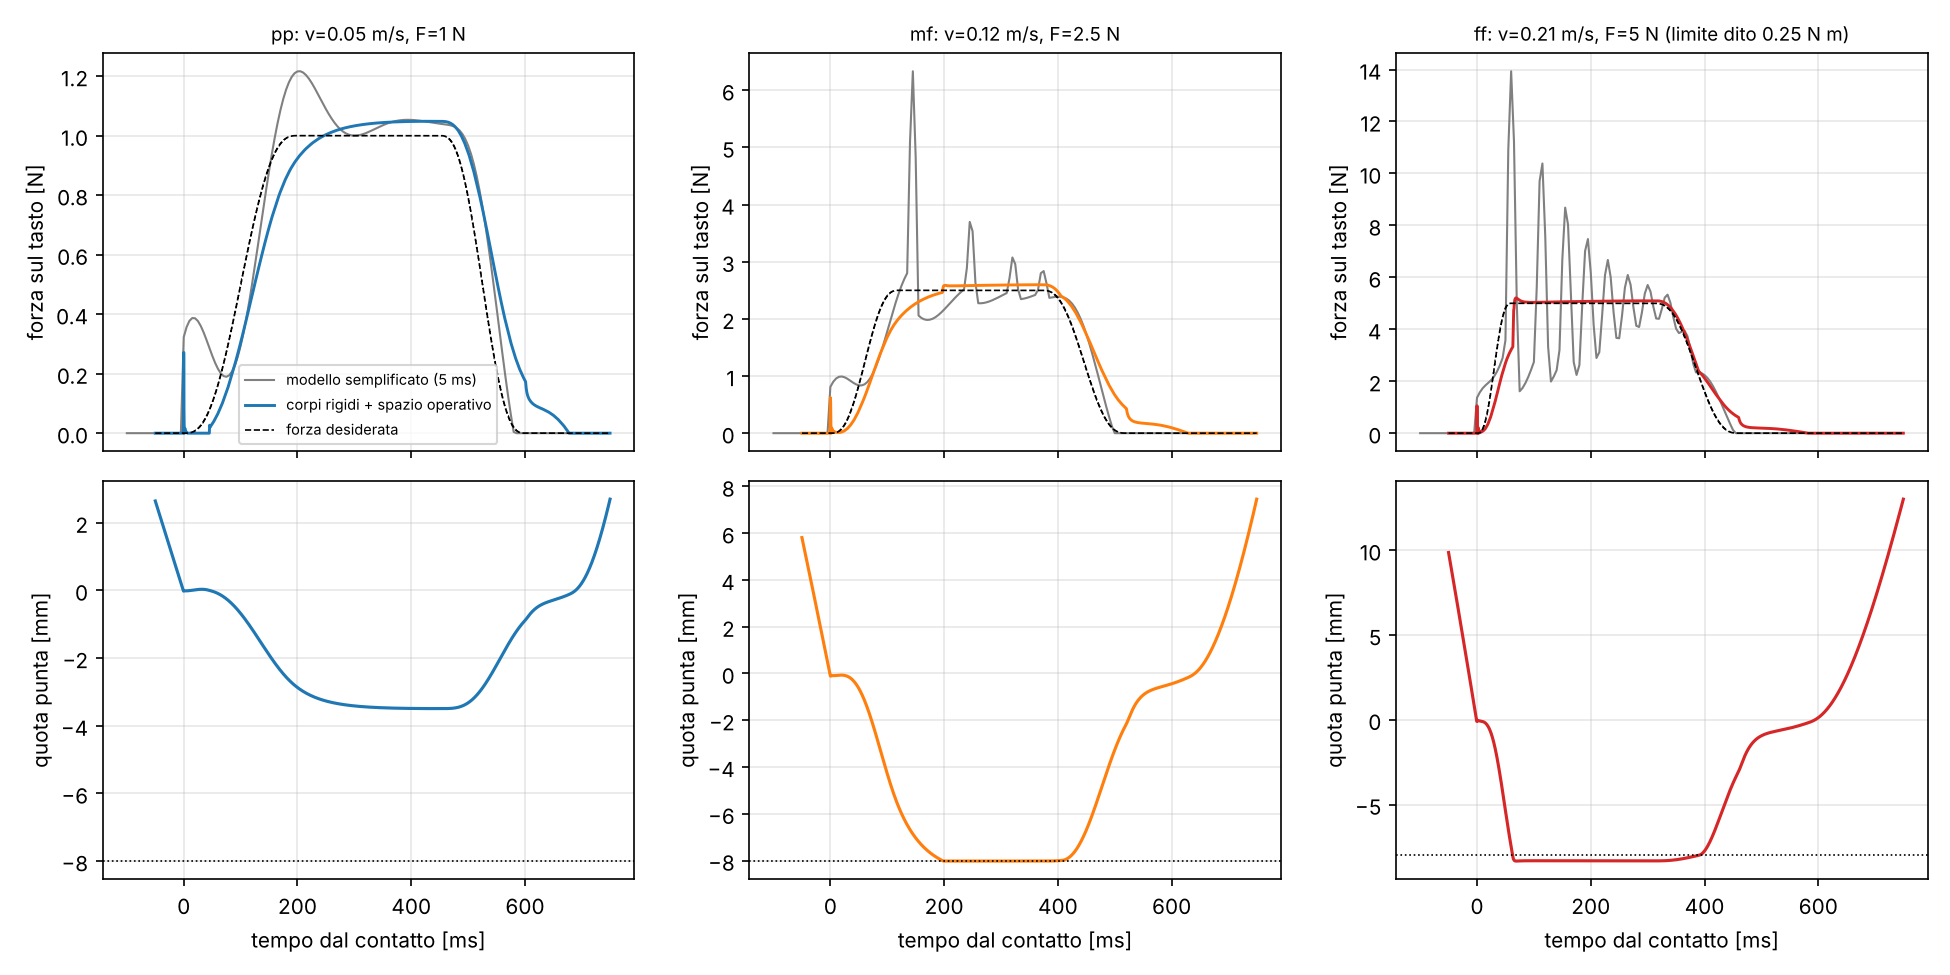 pp: v=0.05 m/s, F=1 N
mf: v=0.12 m/s, F=2.5 N
ff: v=0.21 m/s, F=5 N (limite dito 0.25 N m)
forza sul tasto [N]
1.2
1.0
0.8
0.6
0.4
0.2
0.0
modello semplificato (5 ms)
corpi rigidi + spazio operativo
forza desiderata
forza sul tasto [N]
6
5
4
3
2
1
0
forza sul tasto [N]
14
12
10
8
6
4
2
0
quota punta [mm]
2
0
−2
−4
−6
−8
0 200 400 600
tempo dal contatto [ms]
quota punta [mm]
8
6
4
2
0
−2
−4
−6
−8
0 200 400 600
tempo dal contatto [ms]
quota punta [mm]
10
5
0
−5
0 200 400 600
tempo dal contatto [ms]